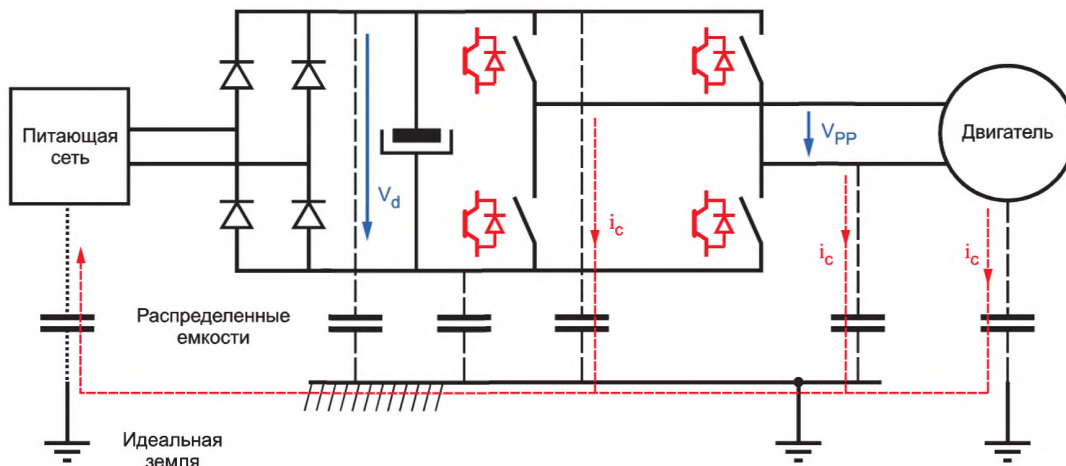 Питающая
сеть
V_d
V_PP
Двигатель
i_c
i_c
i_c
Распределенные
емкости
Идеальная
земля